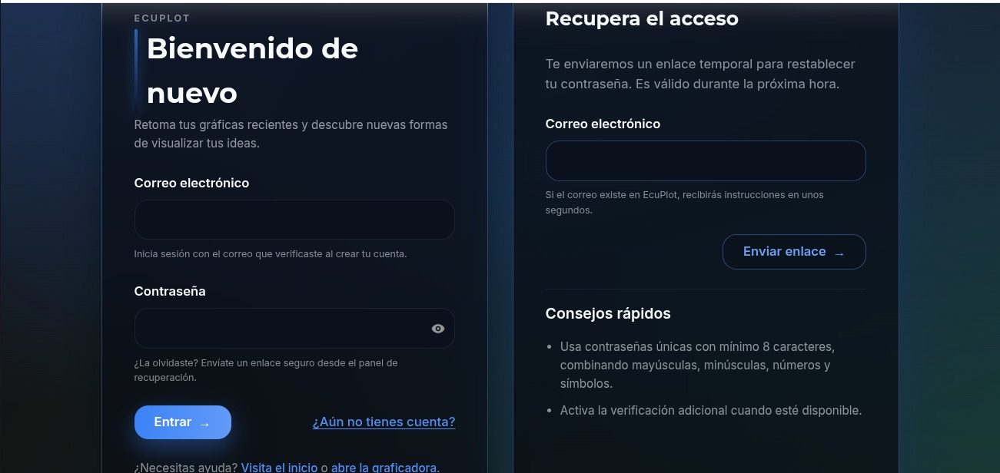 ECUPLOT
Bienvenido de
nuevo
Retoma tus gráficas recientes y descubre nuevas formas
de visualizar tus ideas.
Correo electrónico
Inicia sesión con el correo que verificaste al crear tu cuenta.
Contraseña
¿La olvidaste? Envíate un enlace seguro desde el panel de
recuperación.
Entrar →
¿Aún no tienes cuenta?
¿Necesitas ayuda? Visita el inicio o abre la graficadora.
Recupera el acceso
Te enviaremos un enlace temporal para restablecer
tu contraseña. Es válido durante la próxima hora.
Correo electrónico
Si el correo existe en EcuPlot, recibirás instrucciones en unos
segundos.
Enviar enlace →
Consejos rápidos
• Usa contraseñas únicas con mínimo 8 caracteres,
combinando mayúsculas, minúsculas, números y
símbolos.
• Activa la verificación adicional cuando esté disponible.